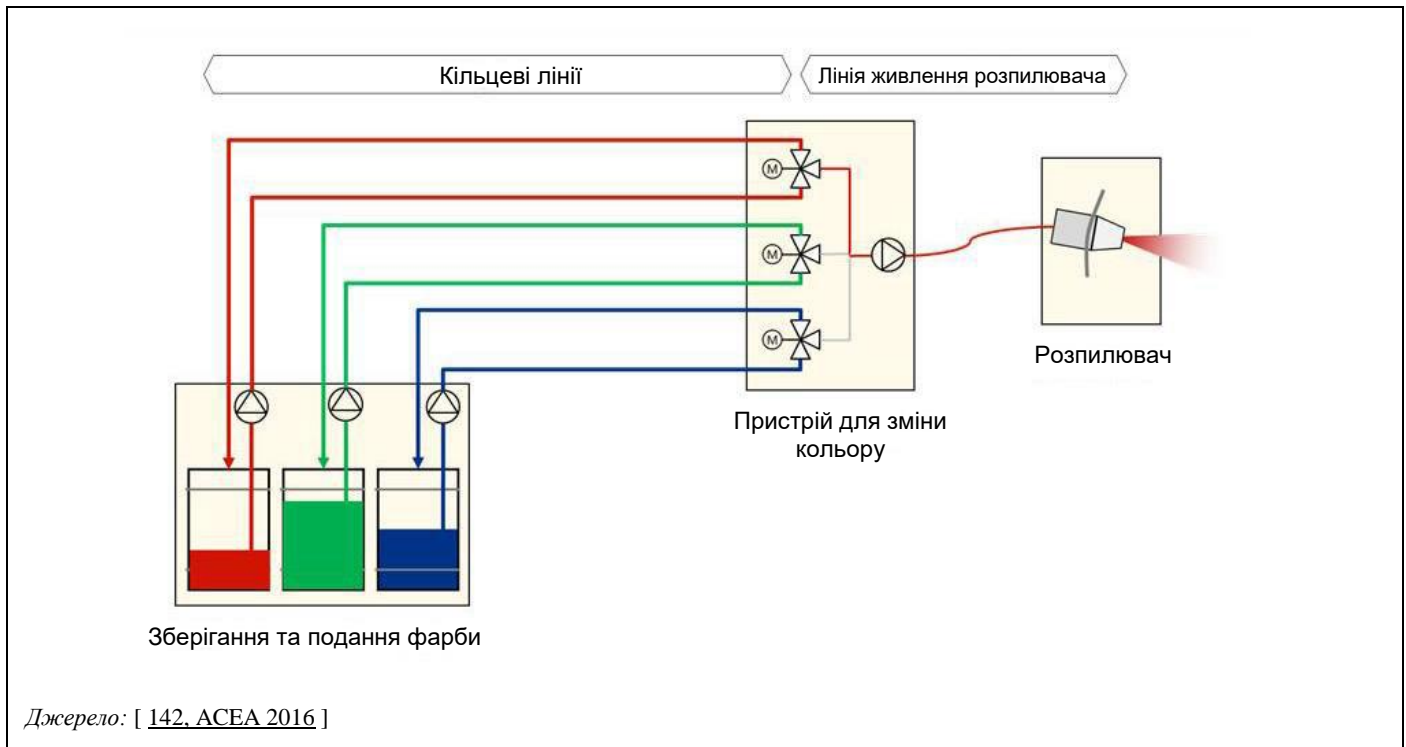 Кільцеві лінії
Лінія живлення розпилювача
M
M
M
Розпилювач
Пристрій для зміни
кольору
Зберігання та подання фарби
Джерело: [ 142, ACEA 2016 ]